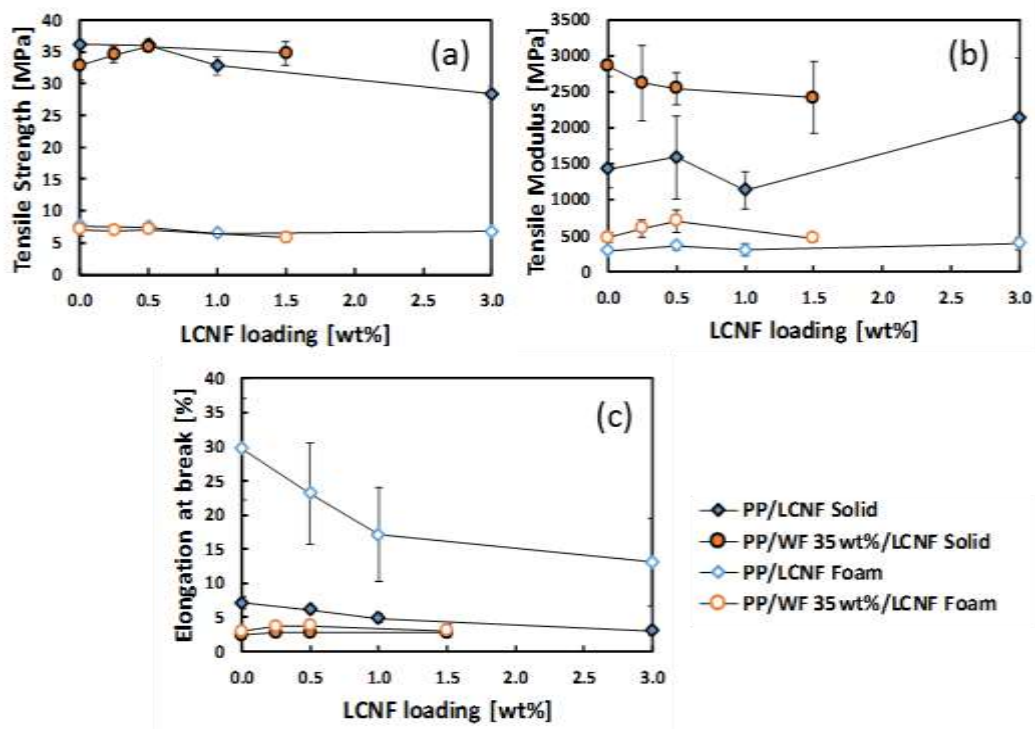 (a)
Tensile Strength [MPa]
40
35
30
25
20
15
10
5
0
0.0 0.5 1.0 1.5 2.0 2.5 3.0
LCNF loading [wt%]
(b)
Tensile Modulus [MPa]
3500
3000
2500
2000
1500
1000
500
0
0.0 0.5 1.0 1.5 2.0 2.5 3.0
LCNF loading [wt%]
(c)
Elongation at break [%]
40
35
30
25
20
15
10
5
0
0.0 0.5 1.0 1.5 2.0 2.5 3.0
LCNF loading [wt%]
PP/LCNF Solid
PP/WF 35wt%/LCNF Solid
PP/LCNF Foam
PP/WF 35wt%/LCNF Foam